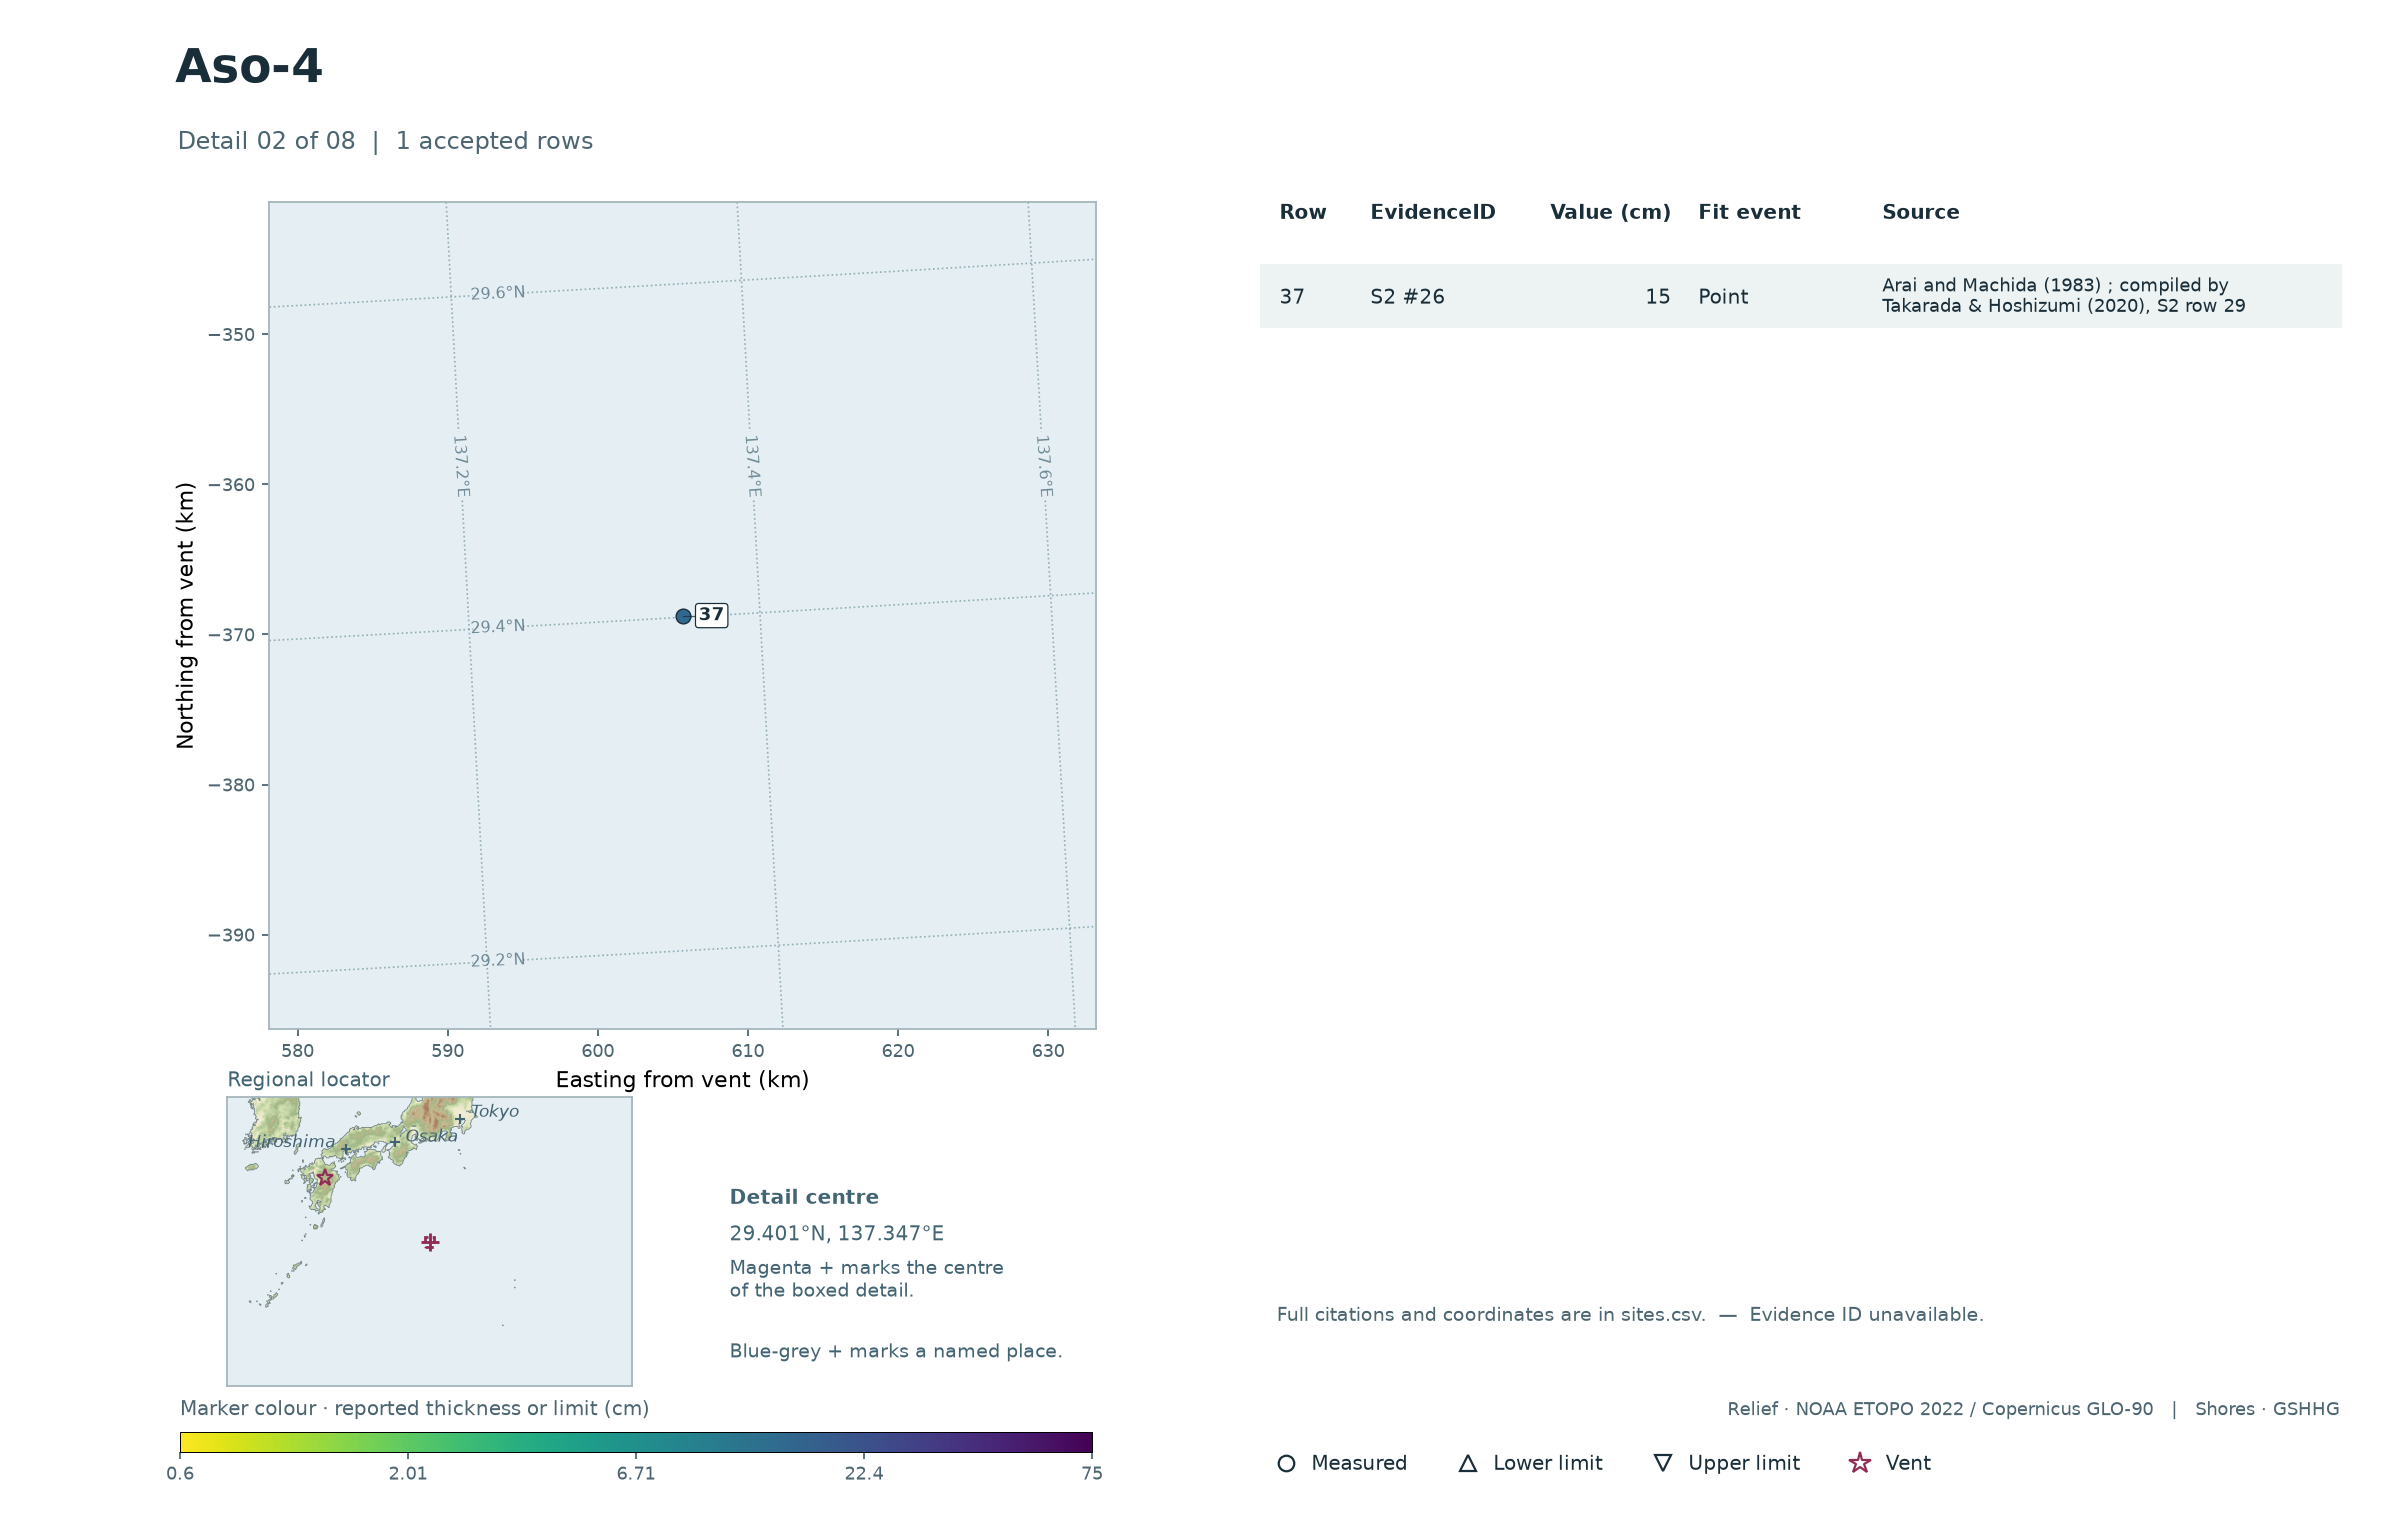 Aso-4
Detail 02 of 08 | 1 accepted rows
Row EvidenceID Value (cm) Fit event Source
37 S2 #26 15 Point Arai and Machida (1983) ; compiled by
Takarada & Hoshizumi (2020), S2 row 29
29.6°N
29.4°N
29.2°N
137.2°E
137.4°E
137.6°E
37
Northing from vent (km)
−350
−360
−370
−380
−390
580 590 600 610 620 630
Easting from vent (km)
Regional locator
Tokyo
Osaka
Hiroshima
Detail centre
29.401°N, 137.347°E
Magenta + marks the centre
of the boxed detail.
Blue-grey + marks a named place.
Full citations and coordinates are in sites.csv. — Evidence ID unavailable.
Marker colour · reported thickness or limit (cm)
0.6 2.01 6.71 22.4 75
Relief · NOAA ETOPO 2022 / Copernicus GLO-90 | Shores · GSHHG
Measured Lower limit Upper limit Vent